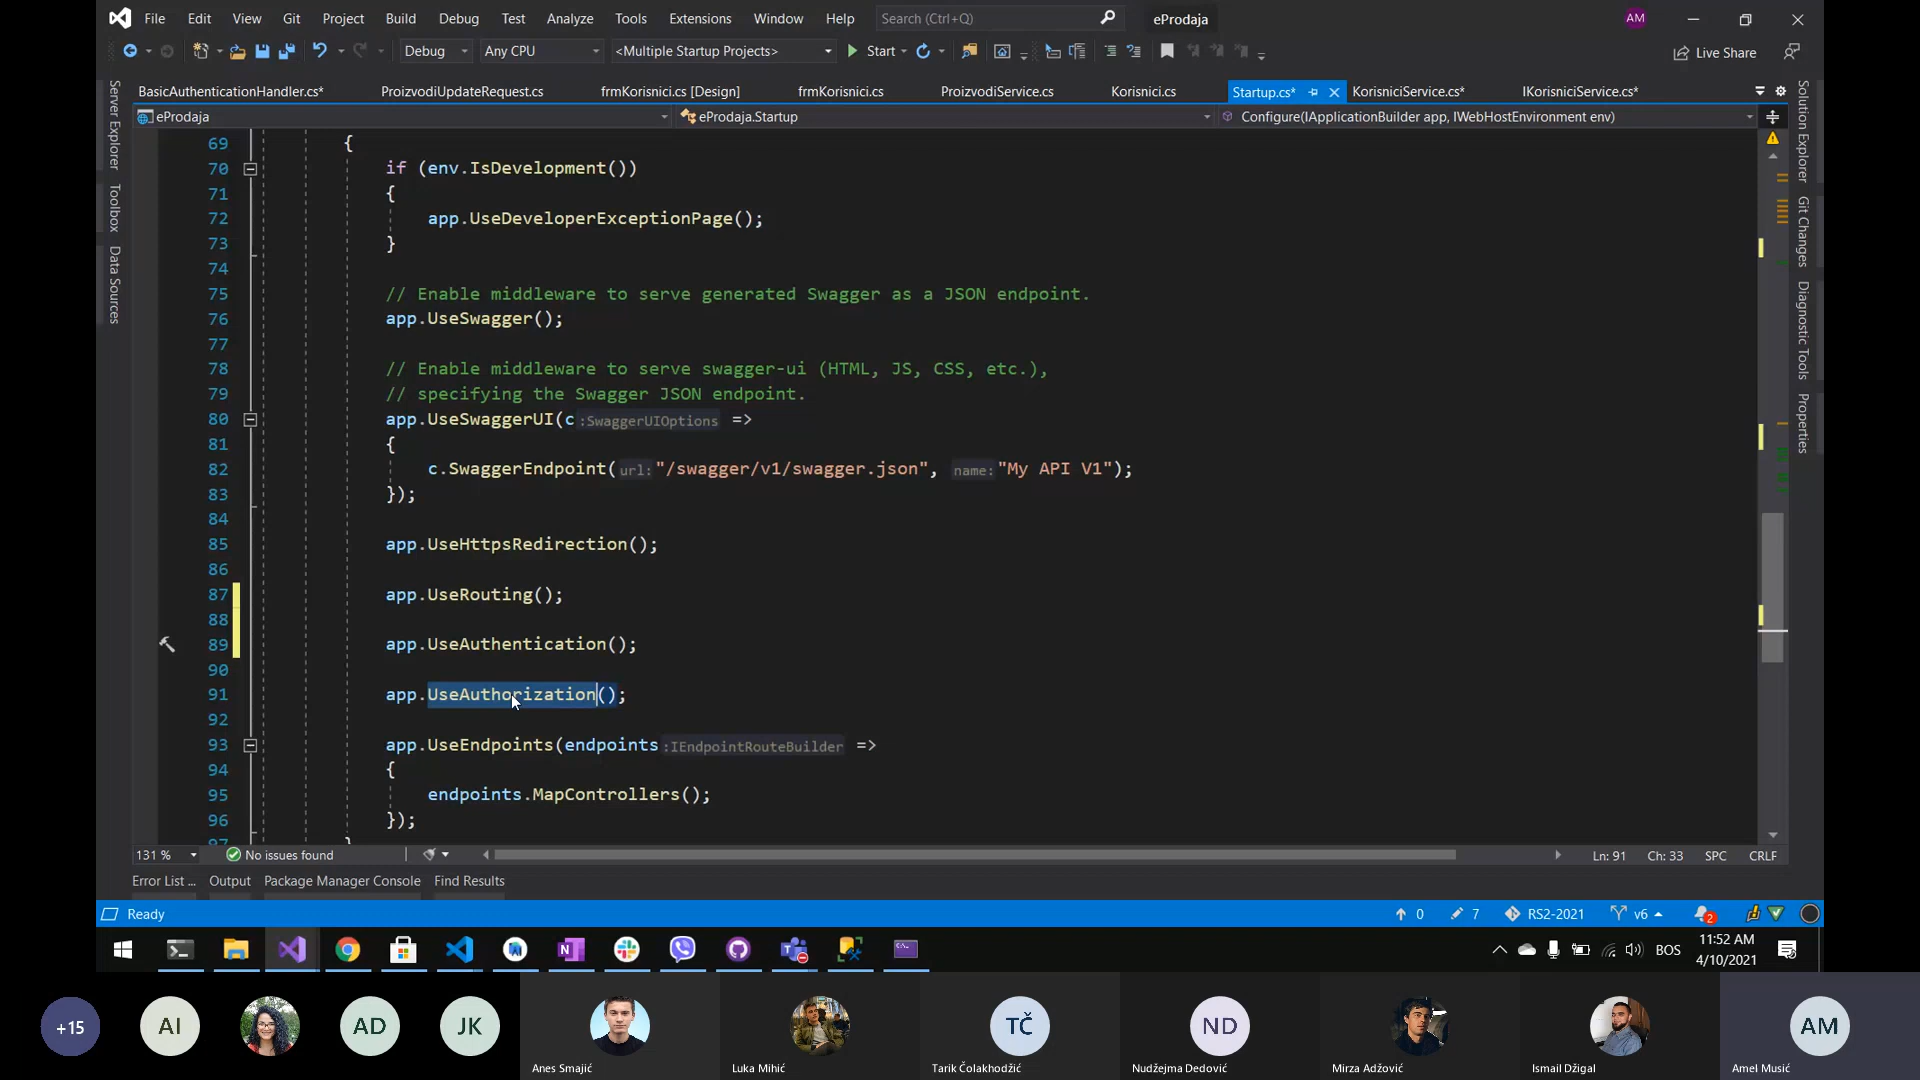 File Edit View Git Project Build Debug Test Analyze Tools Extensions Window Help Search (Ctrl+Q) eProdaja AM
Debug Any CPU <Multiple Startup Projects> Start Live Share
BasicAuthenticationHandler.cs* ProizvodiUpdateRequest.cs frmKorisnici.cs [Design] frmKorisnici.cs ProizvodiService.cs Korisnici.cs Startup.cs* KorisniciService.cs* IKorisniciService.cs*
eProdaja eProdaja.Startup Configure(IApplicationBuilder app, IWebHostEnvironment env)
Server Explorer
Toolbox
Data Sources
Solution Explorer
Git Changes
Diagnostic Tools
Properties
69 {
70 if (env.IsDevelopment())
71 {
72 app.UseDeveloperExceptionPage();
73 }
74
75 // Enable middleware to serve generated Swagger as a JSON endpoint.
76 app.UseSwagger();
77
78 // Enable middleware to serve swagger-ui (HTML, JS, CSS, etc.),
79 // specifying the Swagger JSON endpoint.
80 app.UseSwaggerUI(c :SwaggerUIOptions =>
81 {
82 c.SwaggerEndpoint( url: "/swagger/v1/swagger.json", name: "My API V1");
83 });
84
85 app.UseHttpsRedirection();
86
87 app.UseRouting();
88
89 app.UseAuthentication();
90
91 app.UseAuthorization();
92
93 app.UseEndpoints(endpoints :IEndpointRouteBuilder =>
94 {
95 endpoints.MapControllers();
96 });
97 }
131 % No issues found Ln: 91 Ch: 33 SPC CRLF
Error List ... Output Package Manager Console Find Results
Ready 0 7 RS2-2021 v6 2
BOS 11:52 AM
4/10/2021
+15 AI AD JK TČ ND AM
Anes Smajić Luka Mihić Tarik Čolakhodžić Nudžejma Dedović Mirza Adžović Ismail Džigal Amel Musić